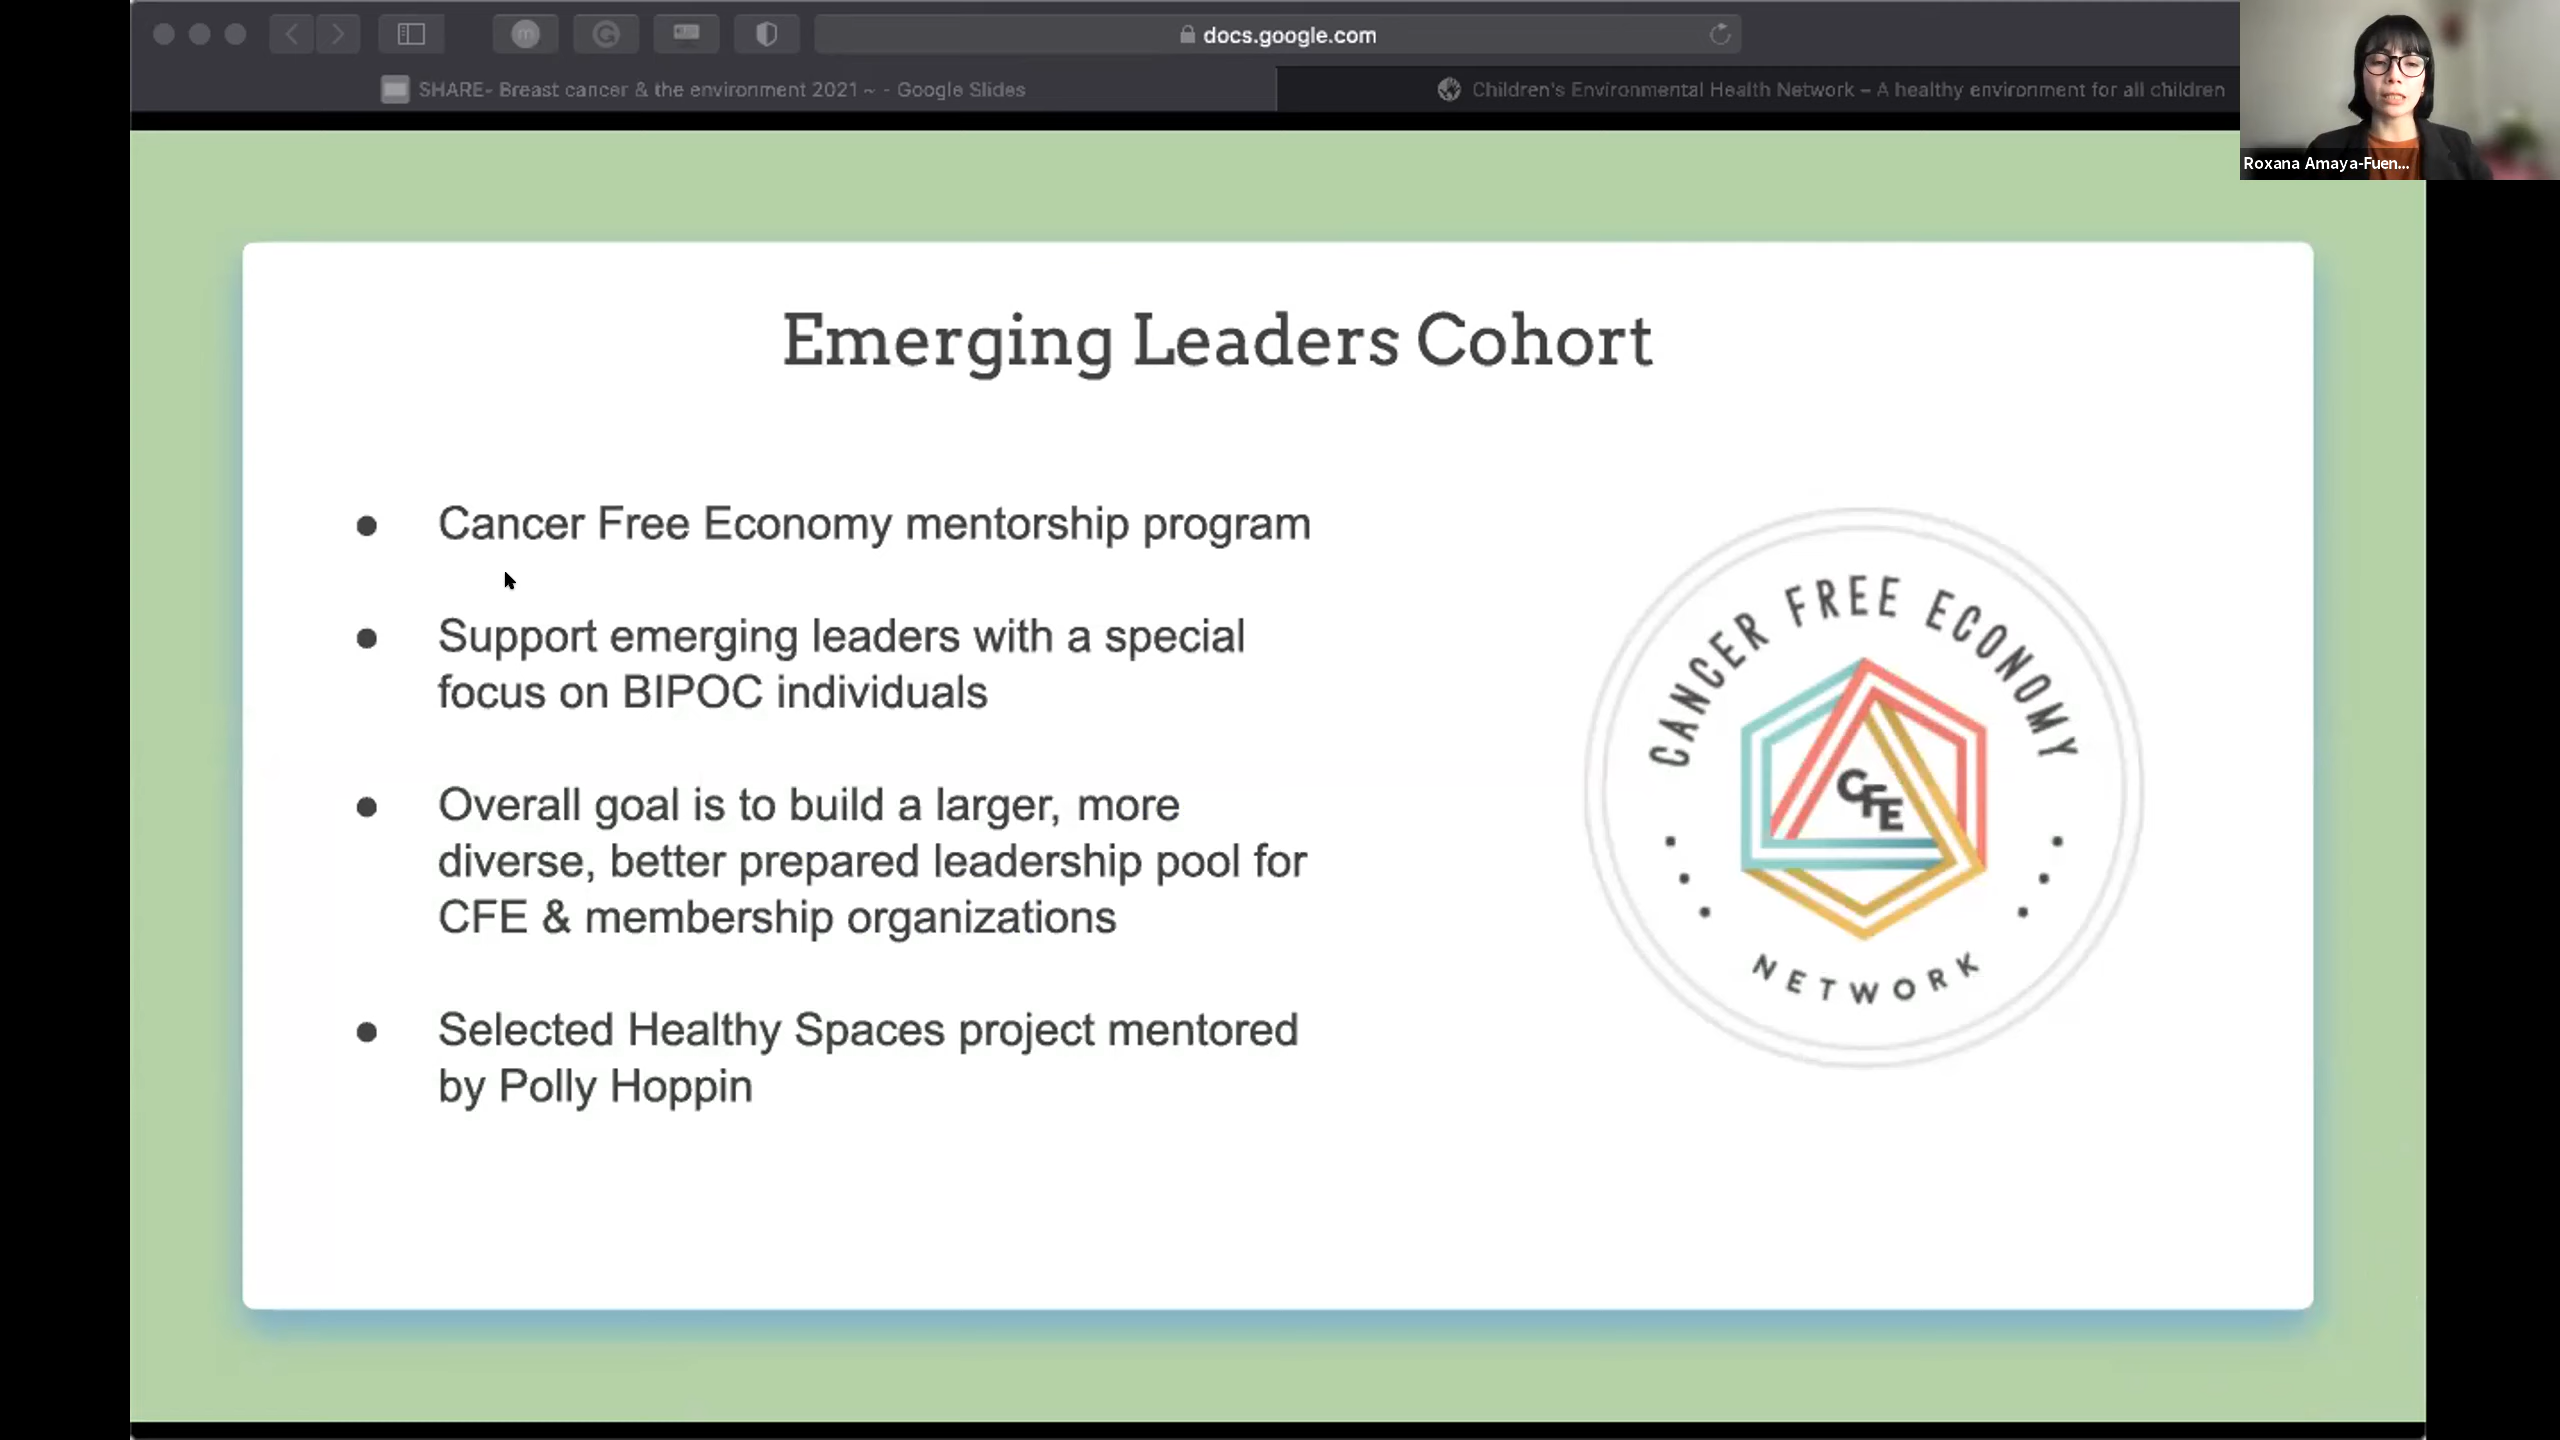 docs.google.com
SHARE- Breast cancer & the environment 2021 ~ - Google Slides
Children's Environmental Health Network – A healthy environment for all children
Roxana Amaya-Fuen...
Emerging Leaders Cohort
● Cancer Free Economy mentorship program
● Support emerging leaders with a special
focus on BIPOC individuals
● Overall goal is to build a larger, more
diverse, better prepared leadership pool for
CFE & membership organizations
● Selected Healthy Spaces project mentored
by Polly Hoppin
CANCER FREE ECONOMY
CFE
NETWORK